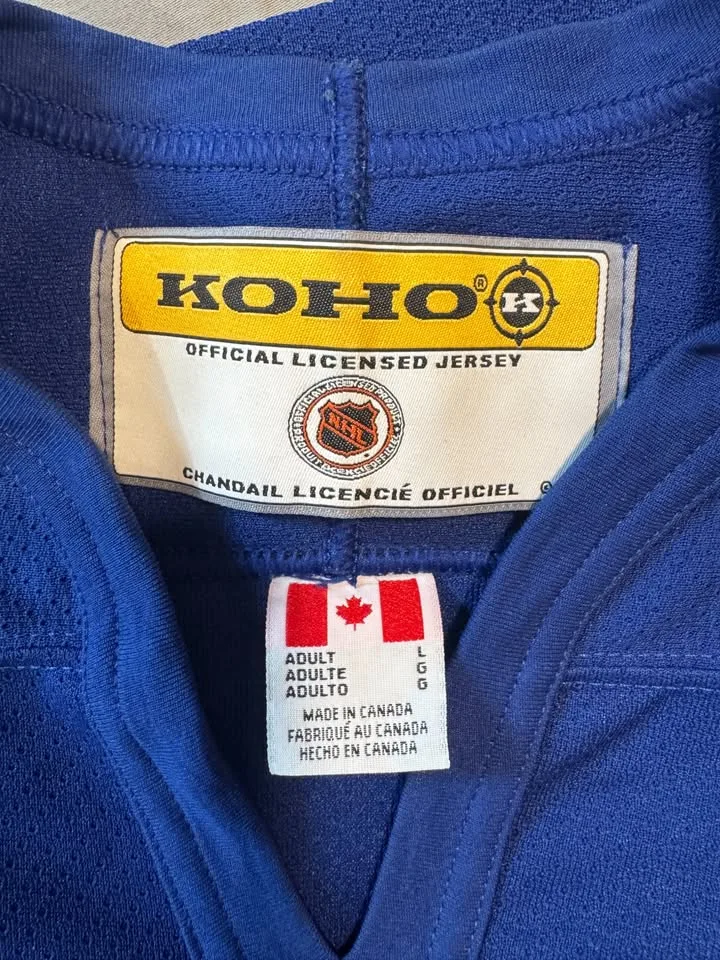 KOHO® K
OFFICIAL LICENSED JERSEY
NHL
CHANDAIL LICENCIÉ OFFICIEL
ADULT L
ADULTE G
ADULTO G
MADE IN CANADA
FABRIQUÉ AU CANADA
HECHO EN CANADA